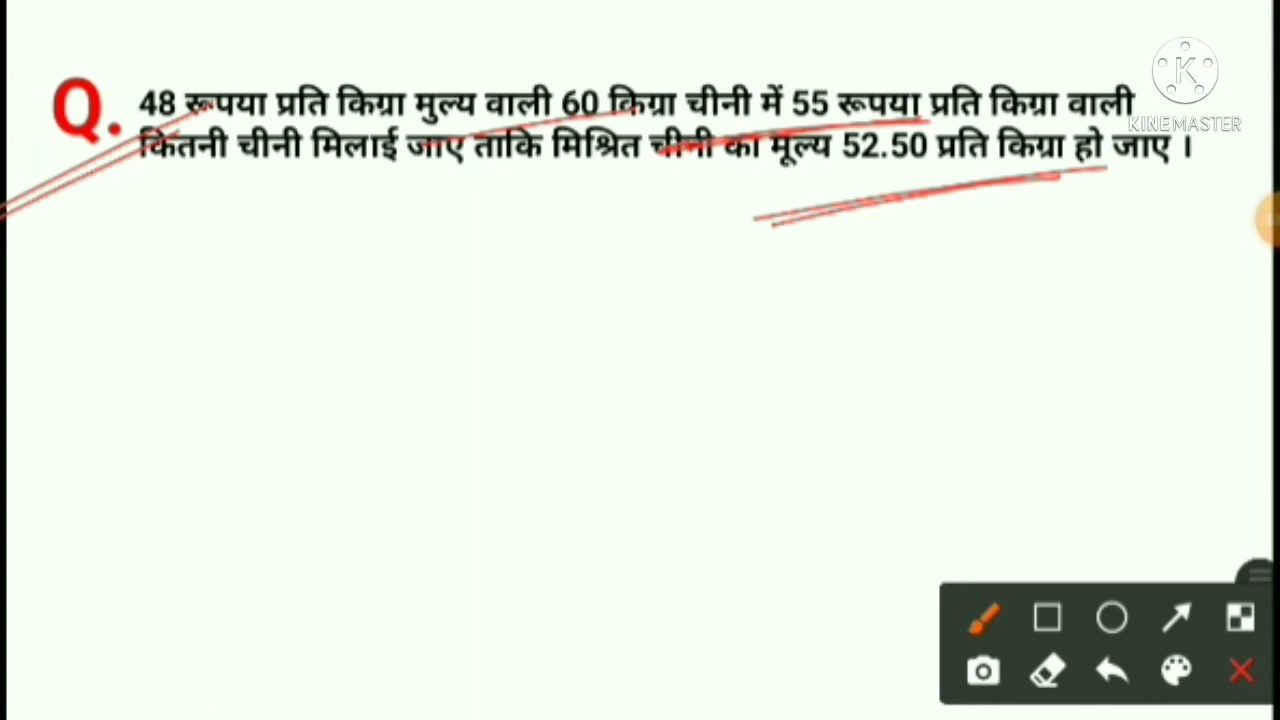 Q. 48 रूपया प्रति किग्रा मुल्य वाली 60 किग्रा चीनी में 55 रूपया प्रति किग्रा वाली
कितनी चीनी मिलाई जाए ताकि मिश्रित चीनी का मूल्य 52.50 प्रति किग्रा हो जाए ।
K
KINEMASTER